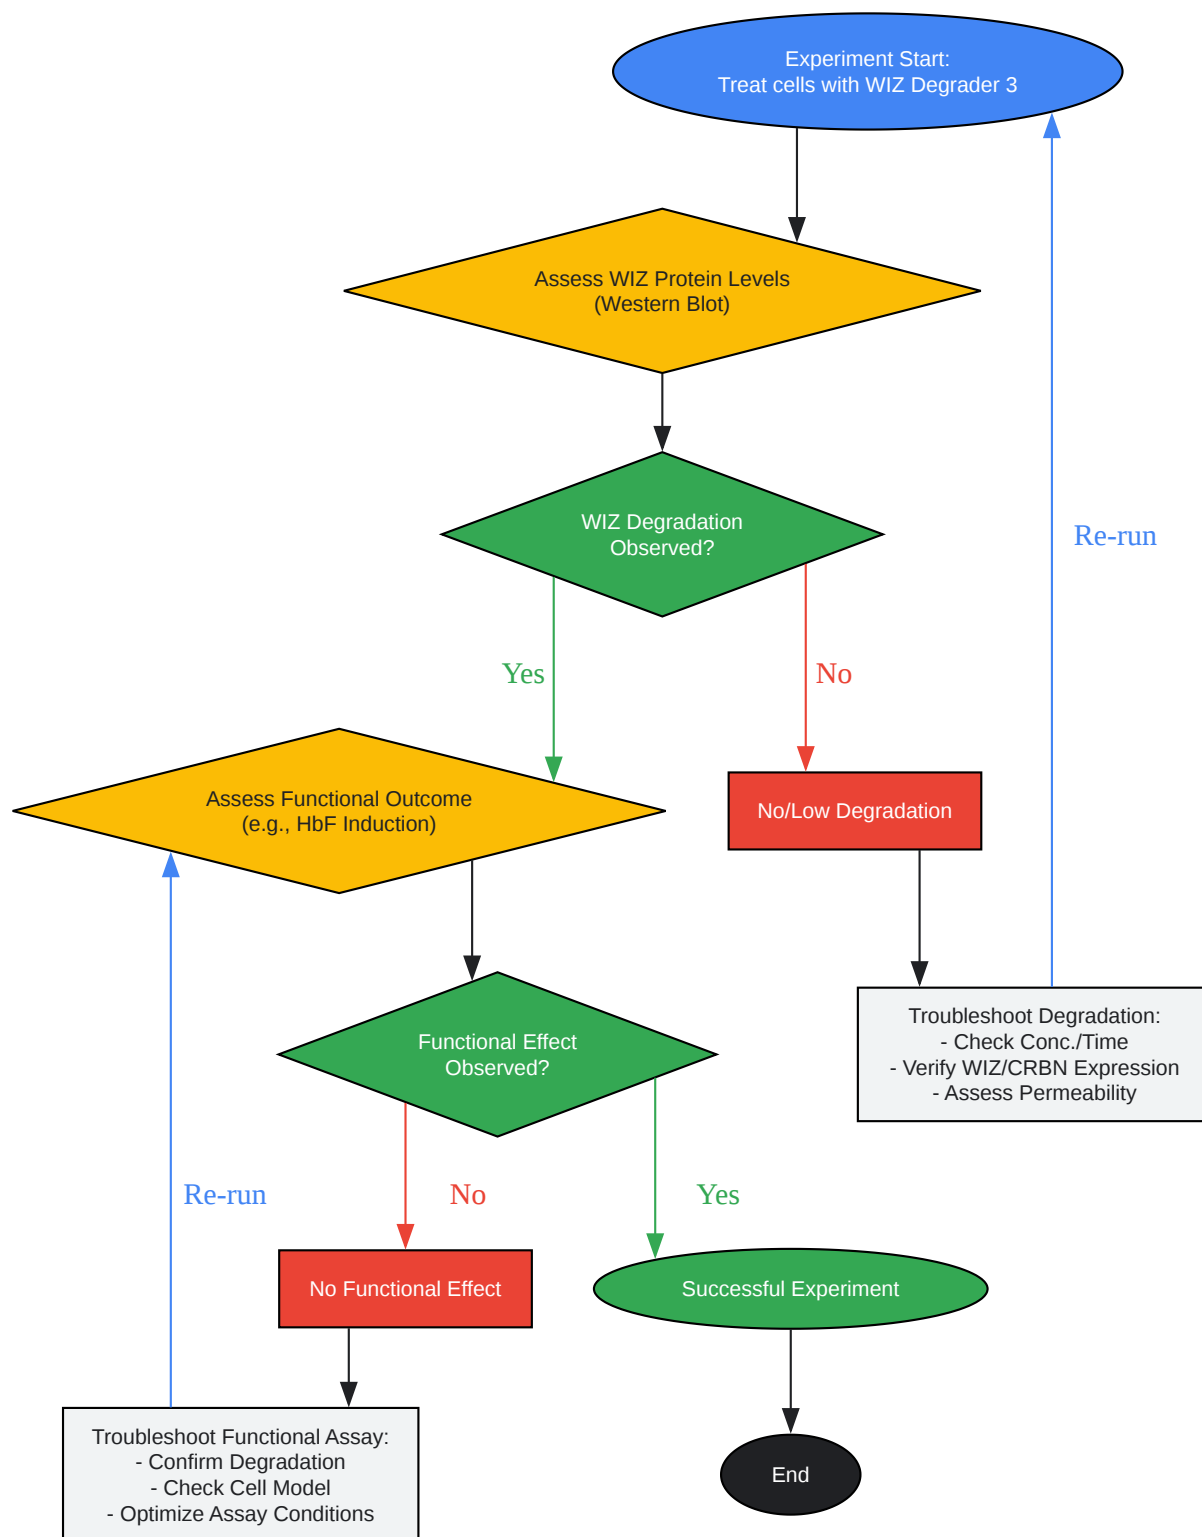 Experiment Start:
Treat cells with WIZ Degrader 3
Assess WIZ Protein Levels
(Western Blot)
WIZ Degradation
Observed?
Re-run
Yes
No
Assess Functional Outcome
(e.g., HbF Induction)
No/Low Degradation
Troubleshoot Degradation:
- Check Conc./Time
- Verify WIZ/CRBN Expression
- Assess Permeability
Functional Effect
Observed?
Re-run
No
Yes
No Functional Effect
Successful Experiment
Troubleshoot Functional Assay:
- Confirm Degradation
- Check Cell Model
- Optimize Assay Conditions
End